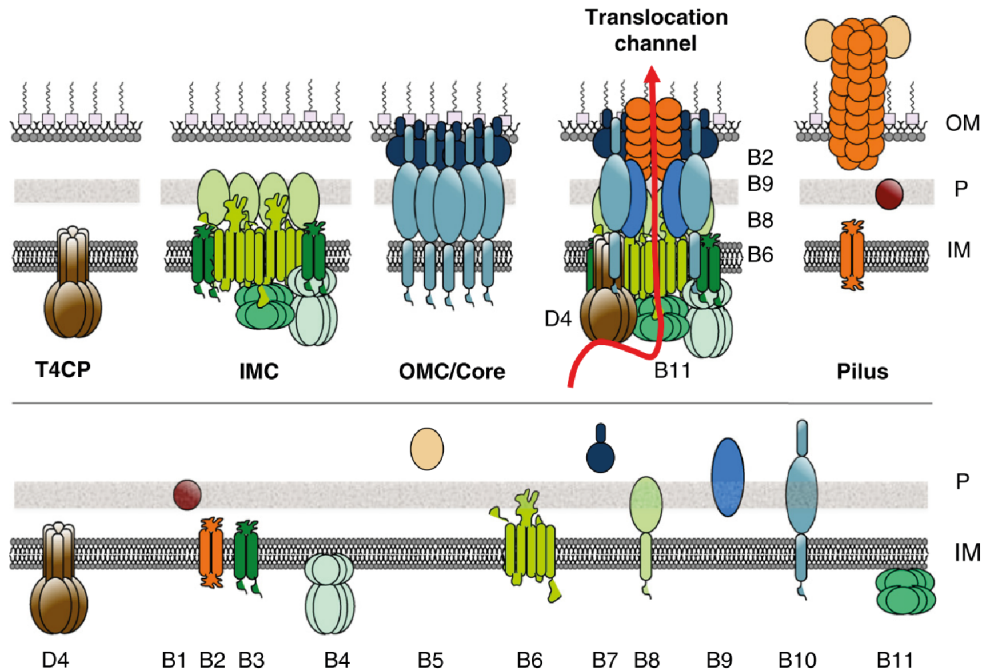 Translocation
channel
OM
B2
B9
P
B8
B6
IM
D4
T4CP
IMC
OMC/Core
B11
Pilus
P
IM
D4
B1
B2
B3
B4
B5
B6
B7
B8
B9
B10
B11